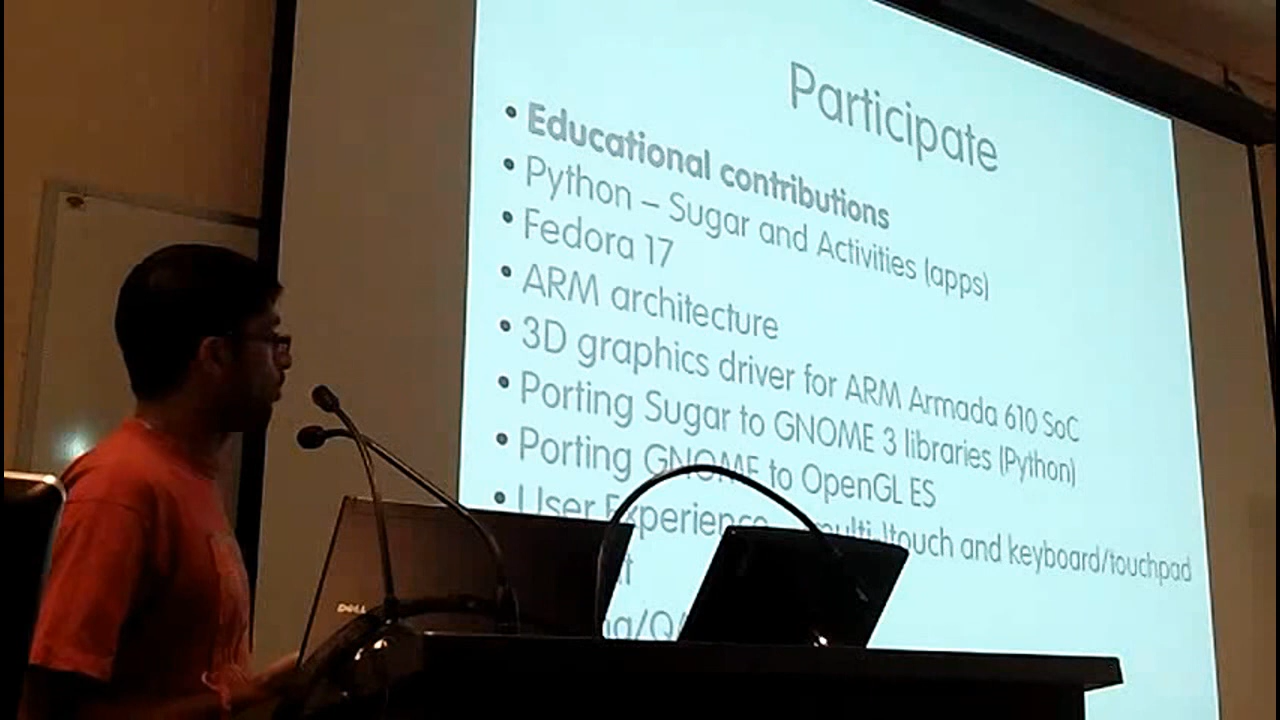 Participate
• Educational contributions
• Python – Sugar and Activities (apps)
• Fedora 17
• ARM architecture
• 3D graphics driver for ARM Armada 610 SoC
• Porting Sugar to GNOME 3 libraries (Python)
• Porting GNOME to OpenGL ES
• User Experience touch and keyboard/touchpad
DELL